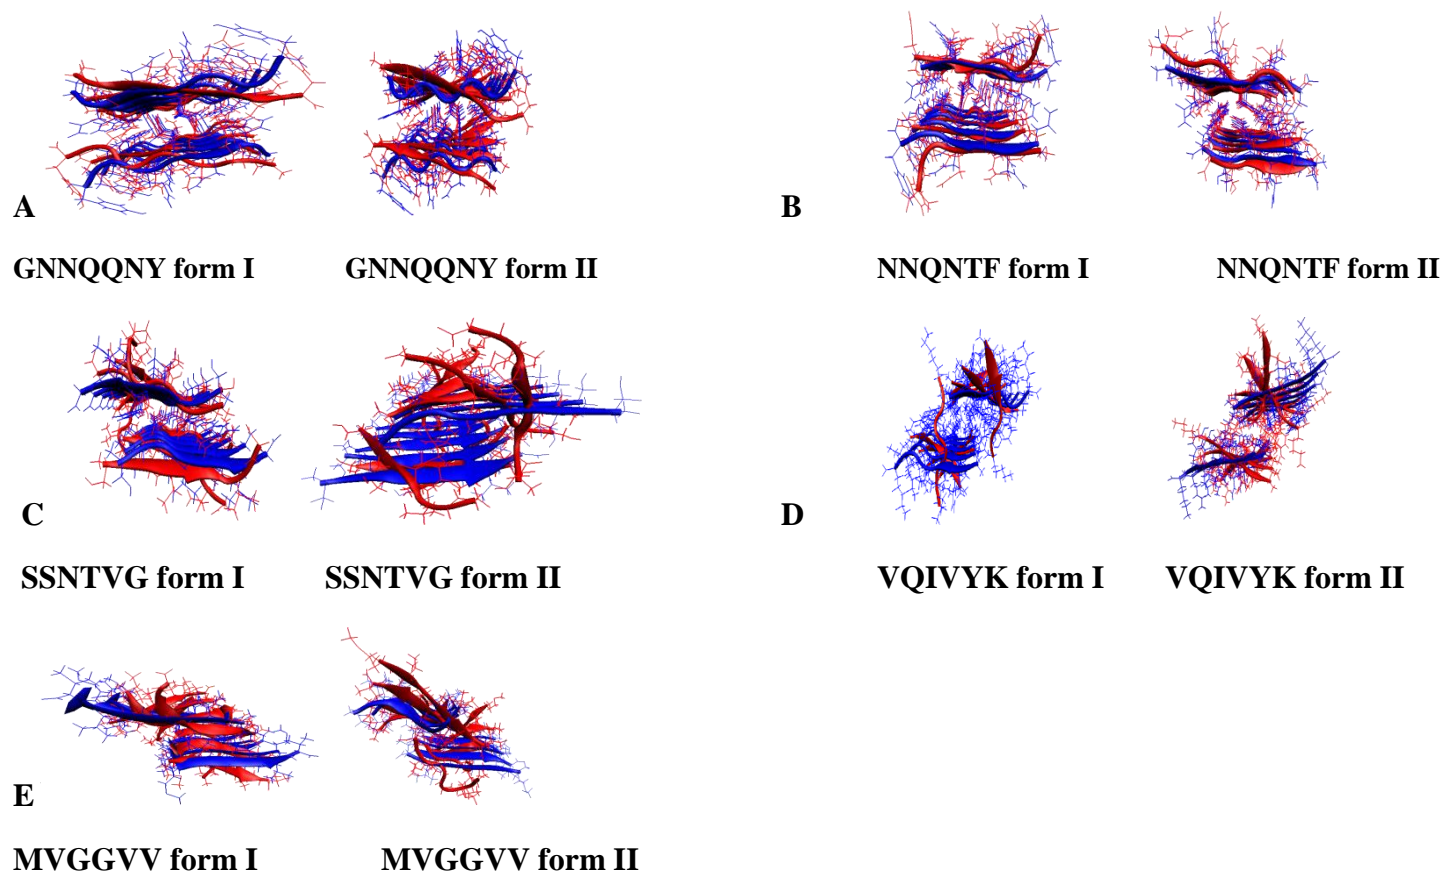 A
B
GNNQQNY form I GNNQQNY form II NNQNTF form I NNQNTF form II
C
D
SSNTVG form I SSNTVG form II VQIVYK form I VQIVYK form II
E
MVGGVV form I MVGGVV form II